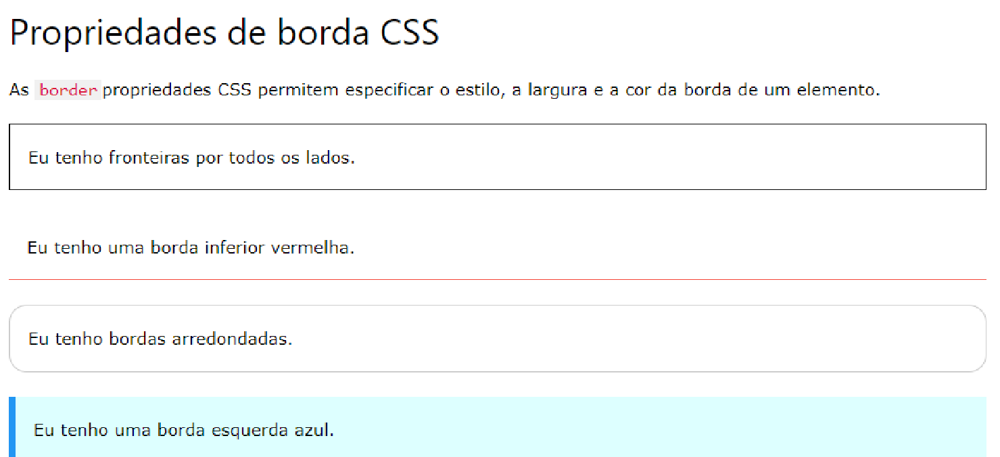 Propriedades de borda CSS
As border propriedades CSS permitem especificar o estilo, a largura e a cor da borda de um elemento.
Eu tenho fronteiras por todos os lados.
Eu tenho uma borda inferior vermelha.
Eu tenho bordas arredondadas.
Eu tenho uma borda esquerda azul.